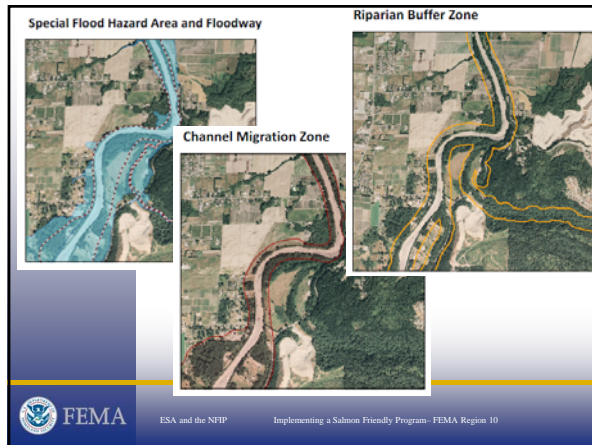 Special Flood Hazard Area and Floodway
Riparian Buffer Zone
Channel Migration Zone
FEMA
ESA and the NFIP
Implementing a Salmon Friendly Program– FEMA Region 10